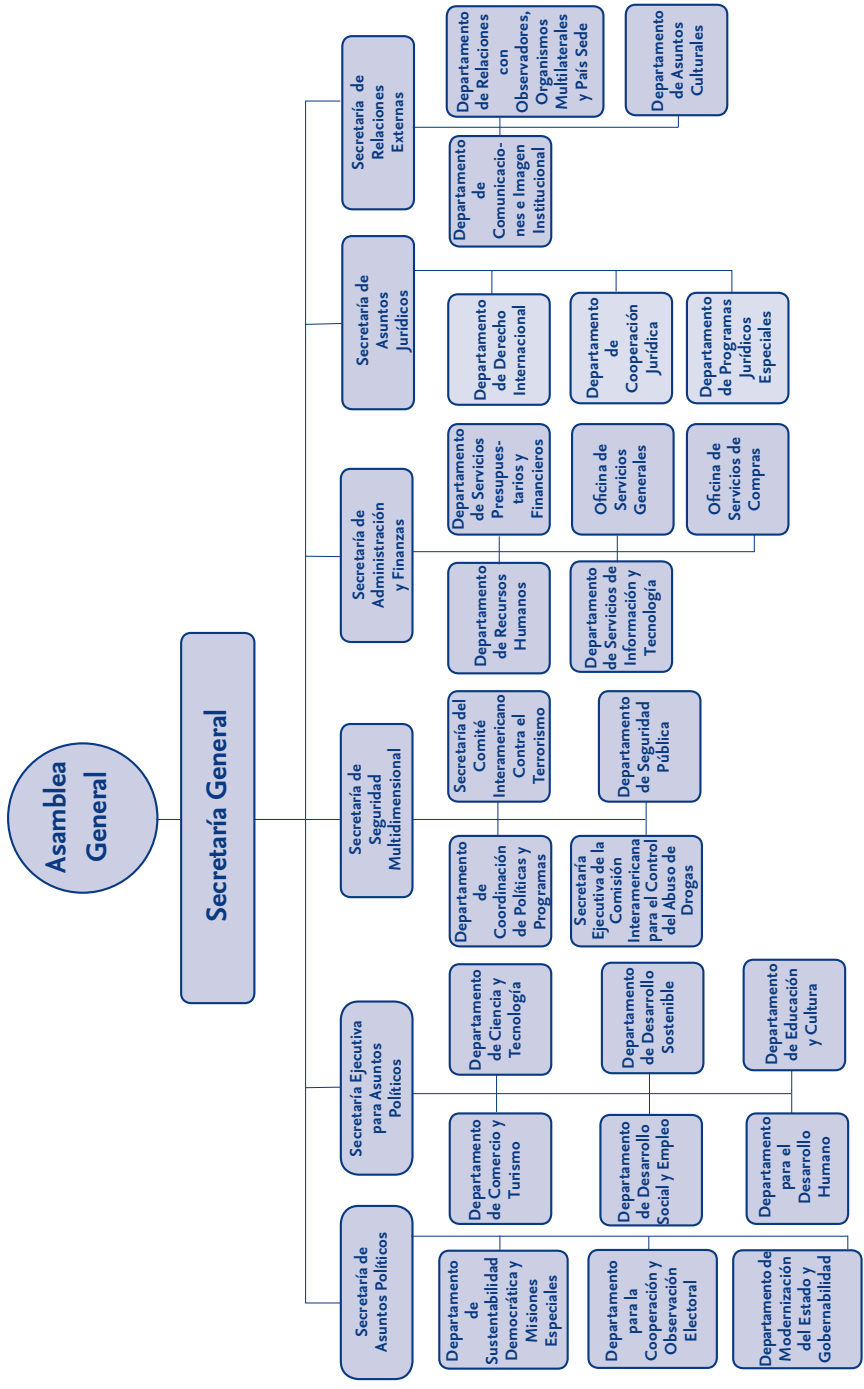 Asamblea
General
Secretaría General
Secretaría de
Asuntos Políticos
Departamento
de
Sustentabilidad
Democrática y
Misiones
Especiales
Departamento
para la
Cooperación y
Observación
Electoral
Departamento de
Modernización
del Estado y
Gobernabilidad
Secretaría Ejecutiva
para Asuntos
Políticos
Departamento
de Comercio y
Turismo
Departamento
de Ciencia y
Tecnología
Departamento
de Desarrollo
Social y Empleo
Departamento
de Desarrollo
Sostenible
Departamento
para el
Desarrollo
Humano
Departamento
de Educación
y Cultura
Secretaría de
Seguridad
Multidimensional
Departamento
de
Coordinación
de Políticas y
Programas
Secretaría del
Comité
Interamericano
Contra el
Terrorismo
Secretaría
Ejecutiva de la
Comisión
Interamericana
para el Control
del Abuso de
Drogas
Departamento
de Seguridad
Pública
Secretaría de
Administración
y Finanzas
Departamento
de Recursos
Humanos
Departamento
de Servicios
Presupues-
tarios y
Financieros
Departamento
de Servicios de
Información y
Tecnología
Oficina de
Servicios
Generales
Oficina de
Servicios de
Compras
Secretaría de
Asuntos
Jurídicos
Departamento
de Derecho
Internacional
Departamento
de
Cooperación
Jurídica
Departamento
de Programas
Jurídicos
Especiales
Secretaría de
Relaciones
Externas
Departamento
de
Comunicacio-
nes e Imagen
Institucional
Departamento
de Relaciones
con
Observadores,
Organismos
Multilaterales
y País Sede
Departamento
de Asuntos
Culturales